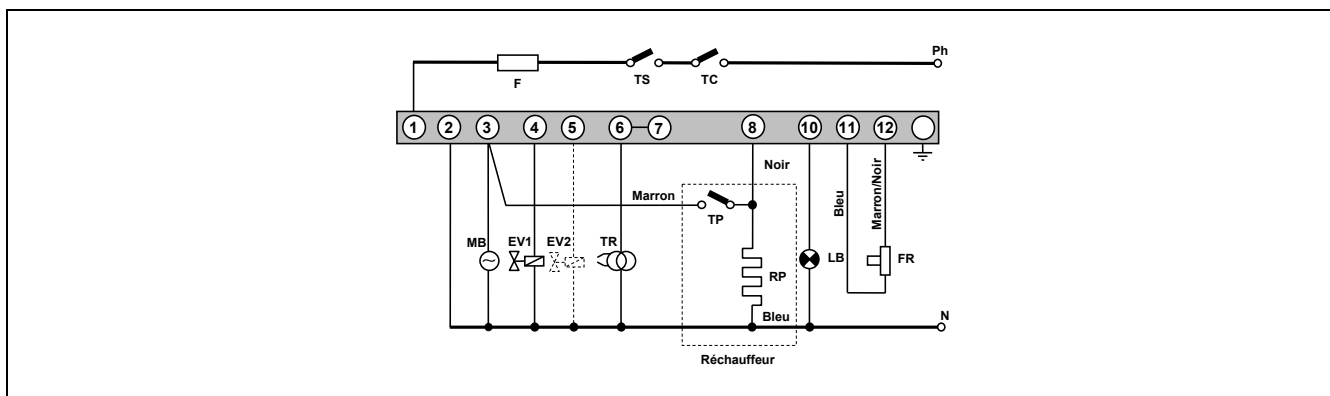 Ph
F
TS
TC
1 2 3 4 5 6 7 8 10 11 12
Noir
Marron
TP
Bleu
Marron/Noir
MB
EV1
EV2
TR
RP
LB
FR
Bleu
N
Réchauffeur